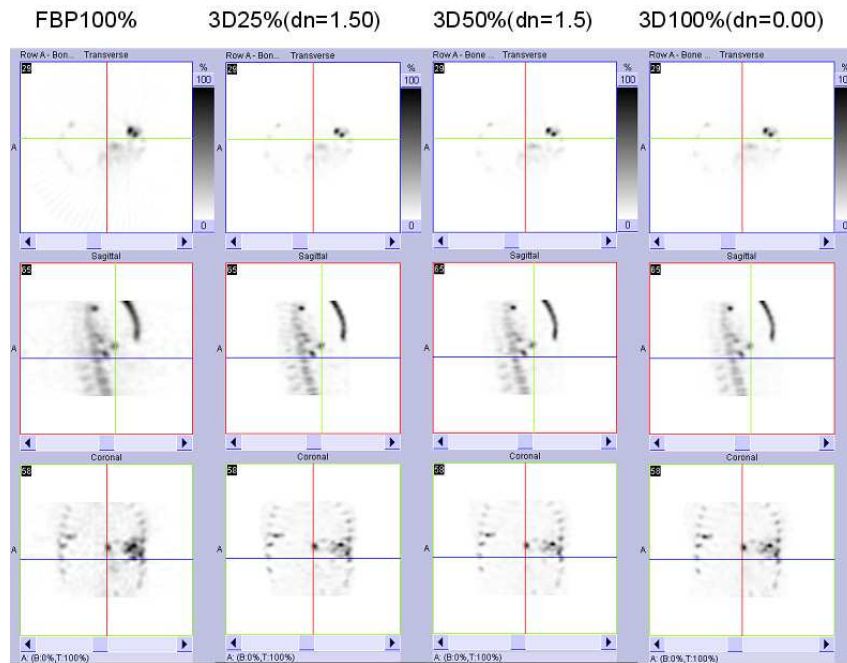 FBP100% 3D25%(dn=1.50) 3D50%(dn=1.5) 3D100%(dn=0.00)
Row A - Bon... Transverse % Row A - Bone ... Transverse % Row A - Bone ... Transverse % Row A - Bone ... Transverse %
29 100 29 100 29 100 29 100
A A A A
0 0 0 0
Sagittal Sagittal Sagittal Sagittal
65 65 65 65
A A A A
Coronal Coronal Coronal Coronal
58 58 58 58
A A A A
A: (B:0%,T:100%) A: (B:0%,T:100%) A: (B:0%,T:100%) A: (B:0%,T:100%)